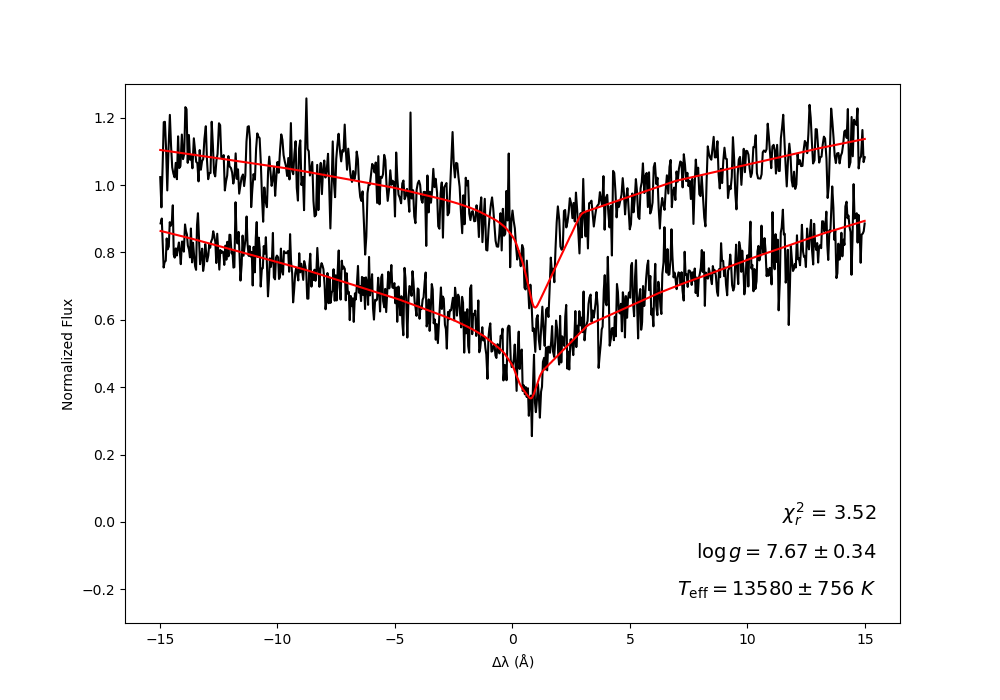 1.2
1.0
0.8
0.6
0.4
0.2
0.0
−0.2
Normalized Flux
χ²ᵣ = 3.52
log g = 7.67 ± 0.34
T_eff = 13580 ± 756 K
−15 −10 −5 0 5 10 15
Δλ (Å)